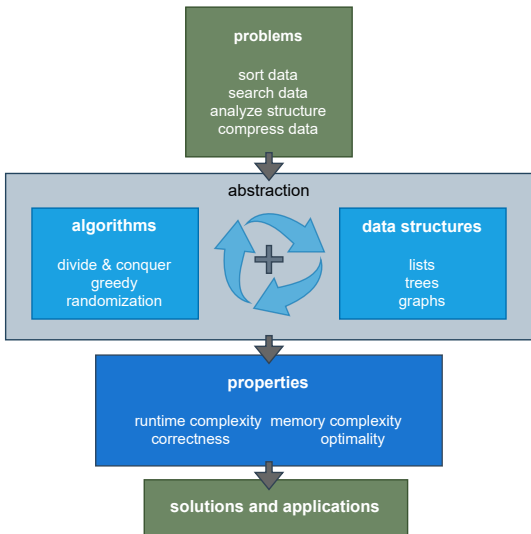 problems
sort data
search data
analyze structure
compress data
abstraction
algorithms
divide & conquer
greedy
randomization
+
data structures
lists
trees
graphs
properties
runtime complexity memory complexity
correctness optimality
solutions and applications